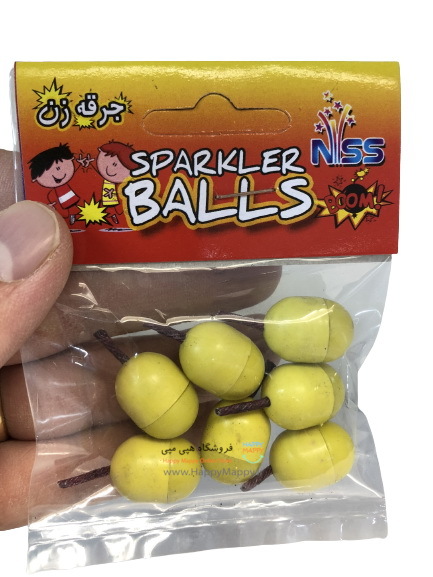 جرقه زن
SPARKLER
BALLS
NSS
BOOM!
فروشگاه هپی مپی
www.HappyMappy